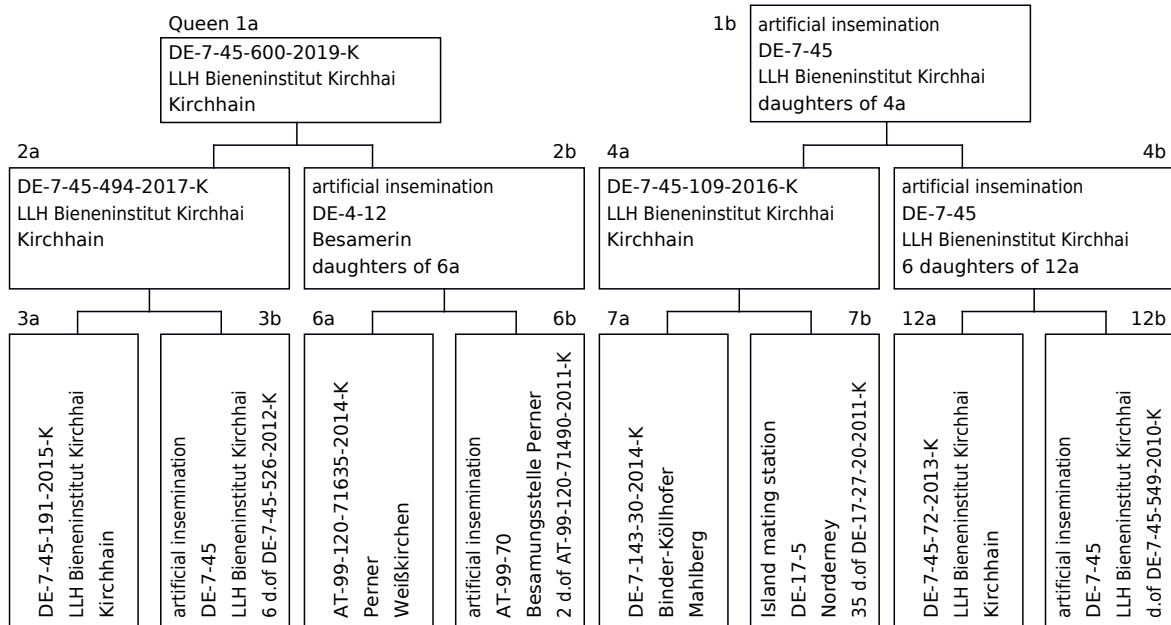 Queen 1a
DE-7-45-600-2019-K
LLH Bieneninstitut Kirchhai
Kirchhain
1b
artificial insemination
DE-7-45
LLH Bieneninstitut Kirchhai
daughters of 4a
2a
DE-7-45-494-2017-K
LLH Bieneninstitut Kirchhai
Kirchhain
2b
artificial insemination
DE-4-12
Besamerin
daughters of 6a
4a
DE-7-45-109-2016-K
LLH Bieneninstitut Kirchhai
Kirchhain
4b
artificial insemination
DE-7-45
LLH Bieneninstitut Kirchhai
6 daughters of 12a
3a
DE-7-45-191-2015-K
LLH Bieneninstitut Kirchhai
Kirchhain
3b
artificial insemination
DE-7-45
LLH Bieneninstitut Kirchhai
6 d.of DE-7-45-526-2012-K
6a
AT-99-120-71635-2014-K
Perner
Weißkirchen
6b
artificial insemination
AT-99-70
Besamungsstelle Perner
2 d.of AT-99-120-71490-2011-K
7a
DE-7-143-30-2014-K
Binder-Köllhofer
Mahlberg
7b
Island mating station
DE-17-5
Norderney
35 d.of DE-17-27-20-2011-K
12a
DE-7-45-72-2013-K
LLH Bieneninstitut Kirchhai
Kirchhain
12b
artificial insemination
DE-7-45
LLH Bieneninstitut Kirchhai
d.of DE-7-45-549-2010-K